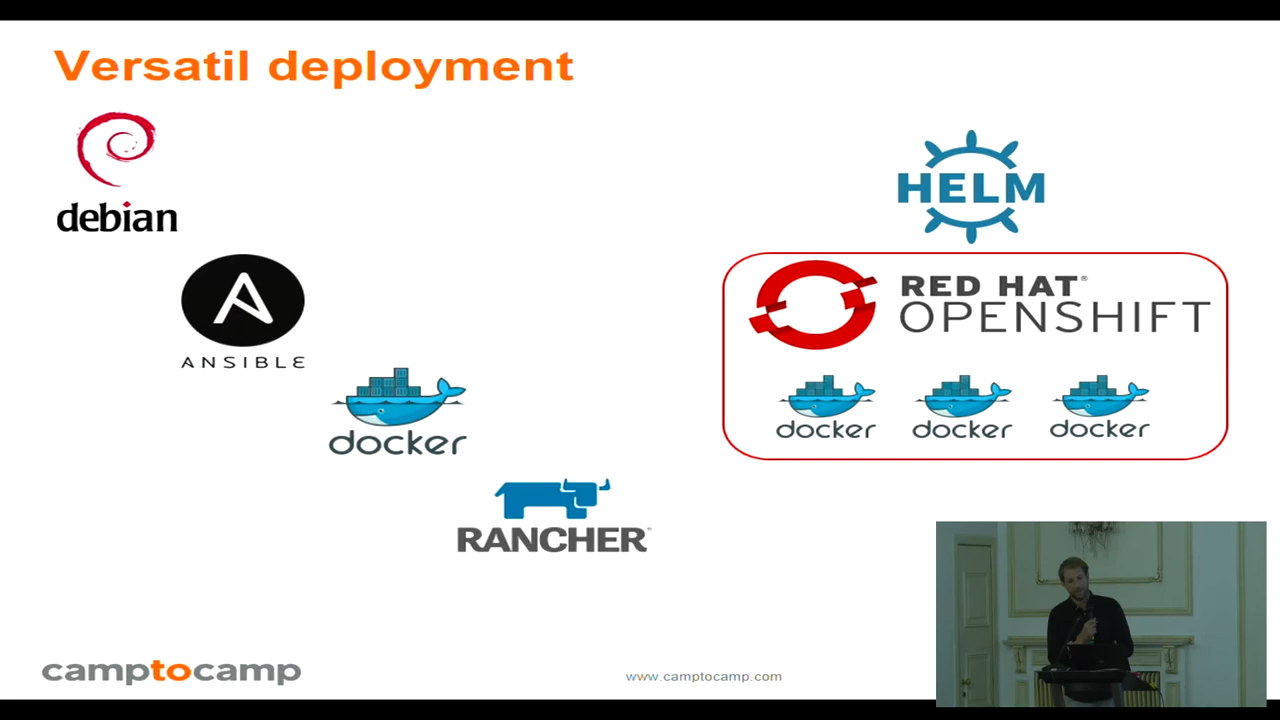 Versatil deployment
debian
HELM
ANSIBLE
RED HAT®
OPENSHIFT
docker
docker docker docker
RANCHER
camptocamp
www.camptocamp.com